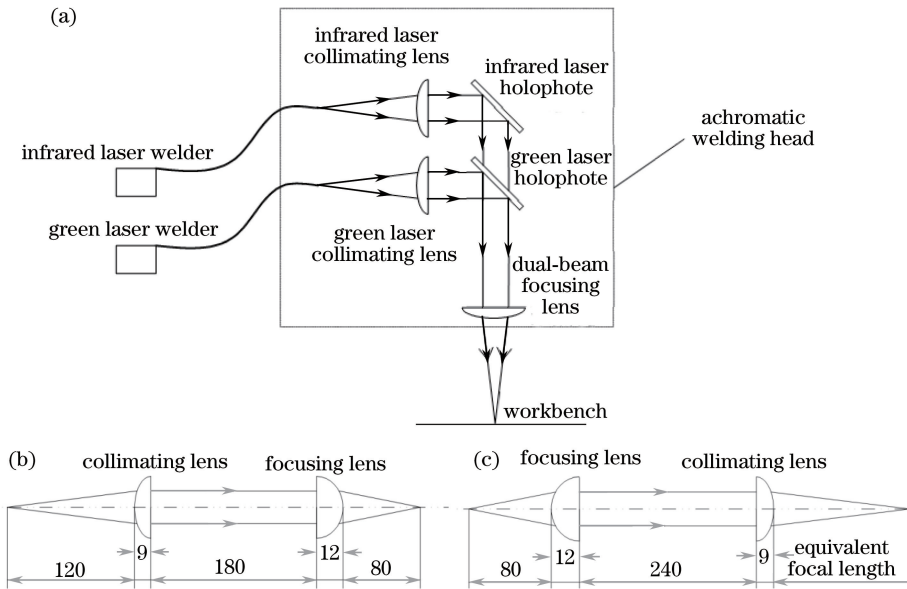 (a)
infrared laser
collimating lens
infrared laser
holophote
achromatic
welding head
infrared laser welder
green laser
holophote
green laser welder
green laser
collimating lens
dual-beam
focusing
lens
workbench
(b)
collimating lens
focusing lens
9
12
120
180
80
(c)
focusing lens
collimating lens
12
9
equivalent
focal length
80
240